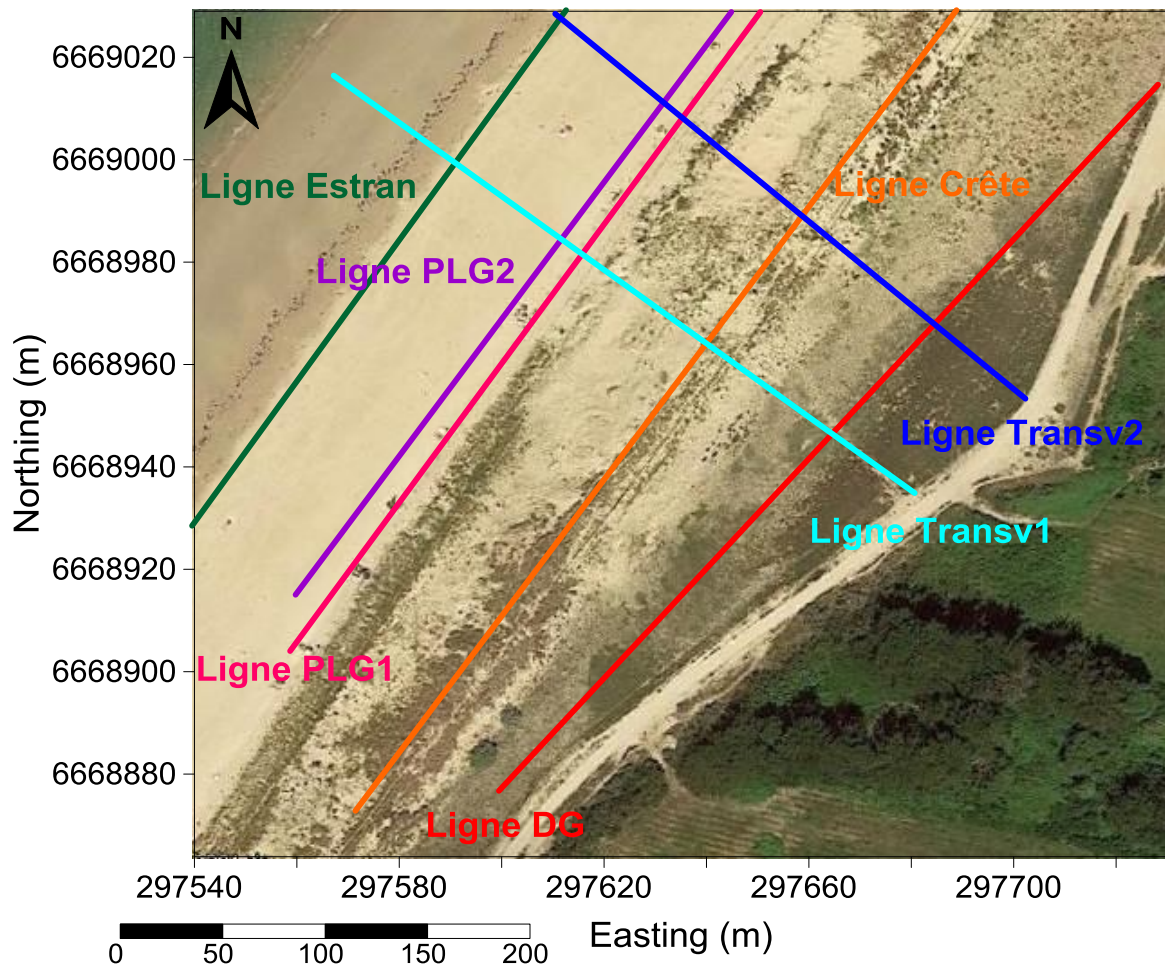 N
6669020
6669000
6668980
6668960
6668940
6668920
6668900
6668880
Northing (m)
Ligne Estran
Ligne Crête
Ligne PLG2
Ligne Transv2
Ligne Transv1
Ligne PLG1
Ligne DG
297540
297580
297620
297660
297700
Easting (m)
0
50
100
150
200